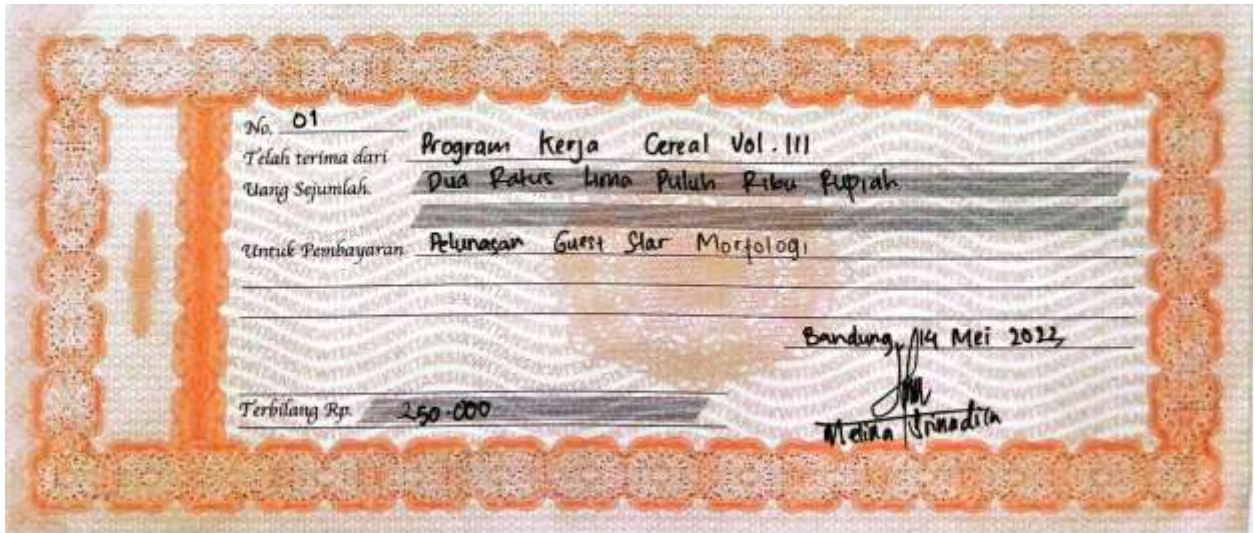 No. 01
Telah terima dari Program Kerja Cereal Vol. III
Uang Sejumlah. Dua Ratus Lima Puluh Ribu Rupiah
Untuk Pembayaran Pelunasan Guest Star Morfologi
Bandung, 14 Mei 2022
Terbilang Rp. 250.000
Melina